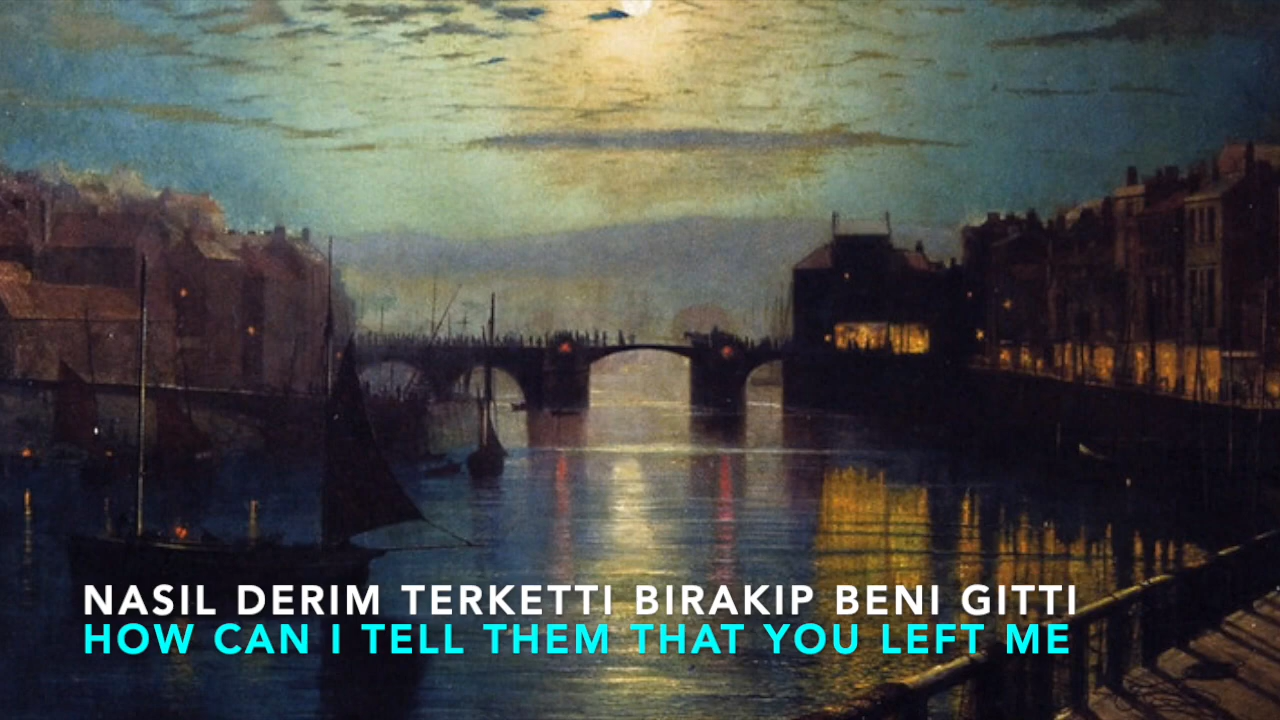 NASIL DERIM TERKETTI BIRAKIP BENI GITTI
HOW CAN I TELL THEM THAT YOU LEFT ME